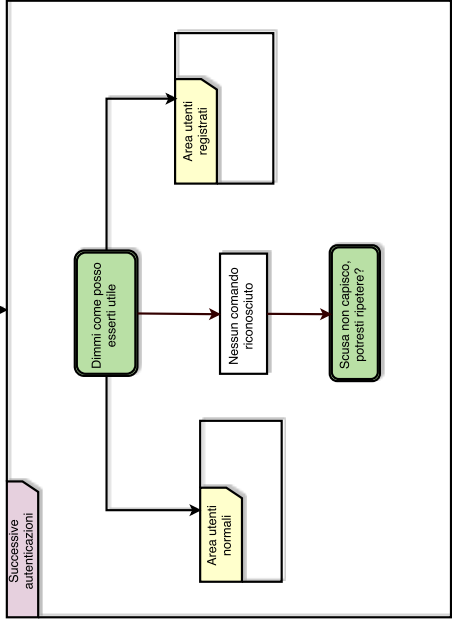 Successive
autenticazioni
Dimmi come posso
esserti utile
Area utenti
normali
Nessun comando
riconosciuto
Area utenti
registrati
Scusa non capisco,
potresti ripetere?